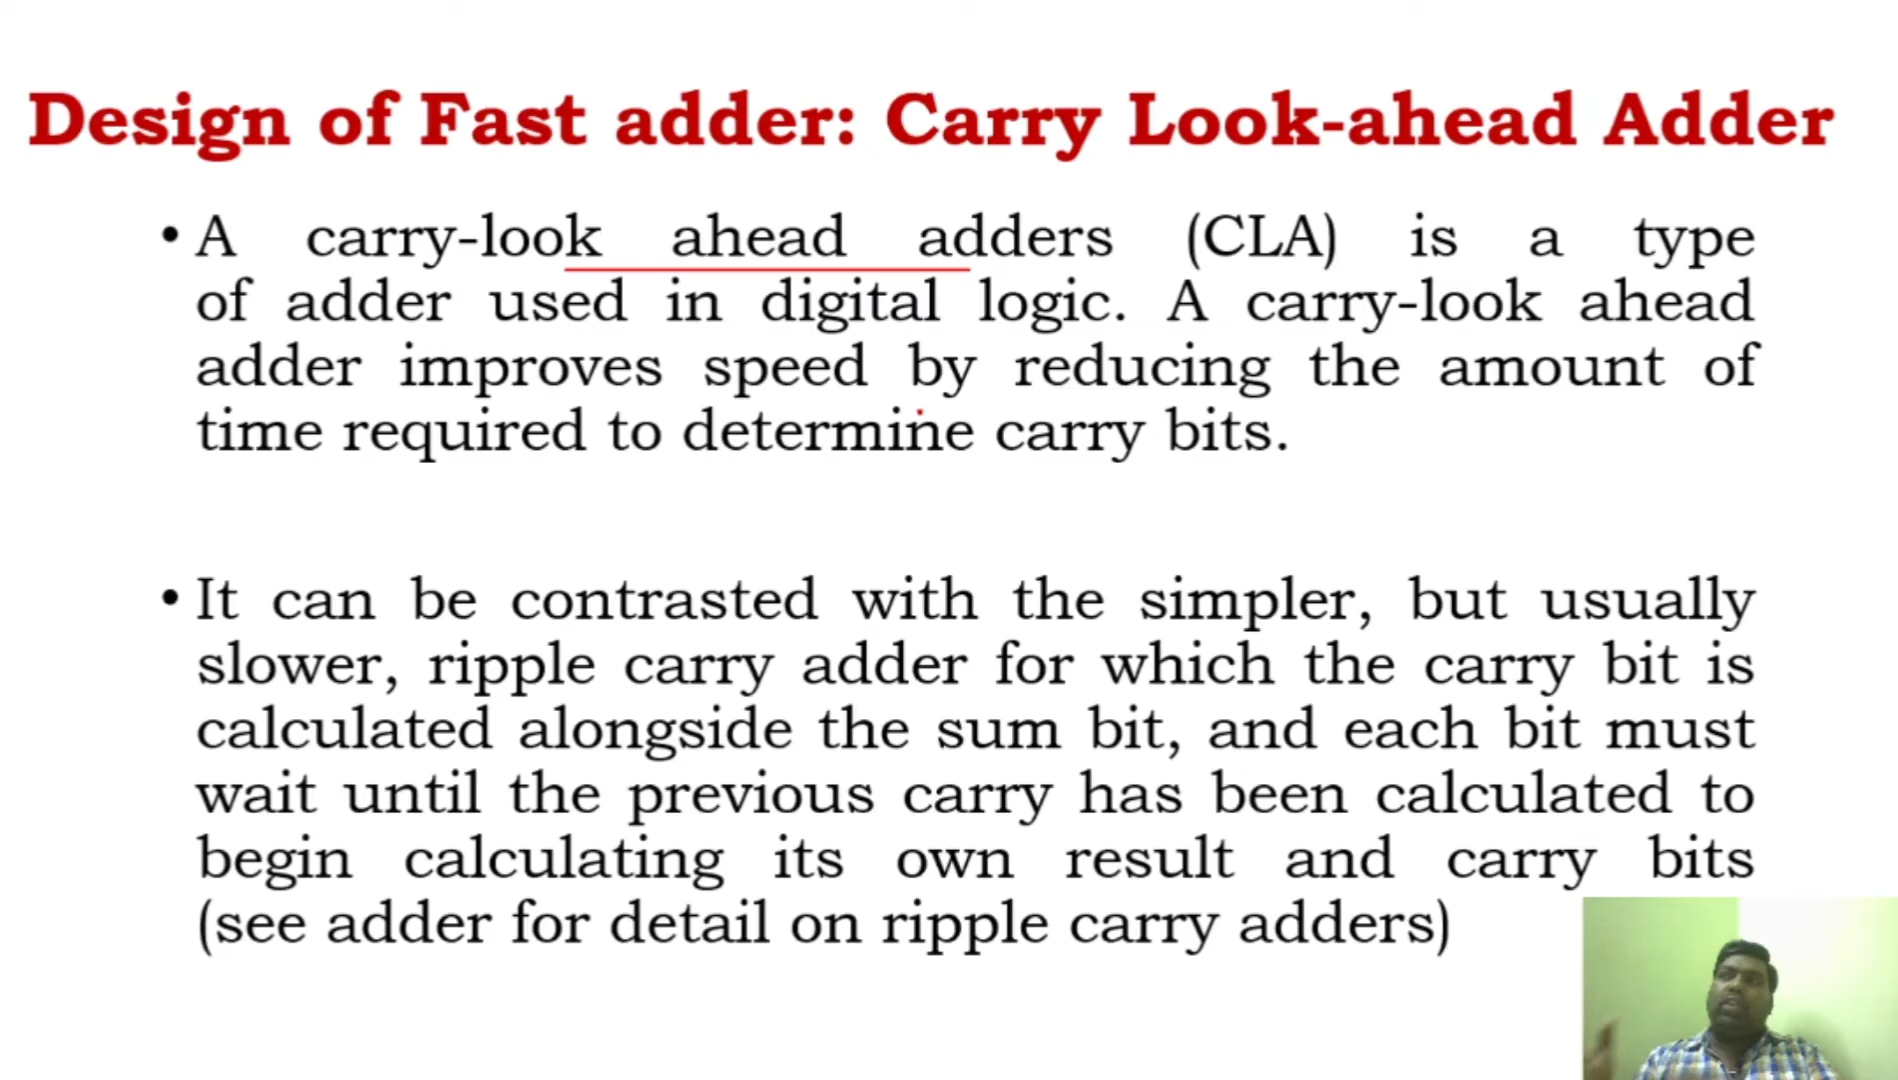 Design of Fast adder: Carry Look-ahead Adder
• A carry-look ahead adders (CLA) is a type
of adder used in digital logic. A carry-look ahead
adder improves speed by reducing the amount of
time required to determine carry bits.
• It can be contrasted with the simpler, but usually
slower, ripple carry adder for which the carry bit is
calculated alongside the sum bit, and each bit must
wait until the previous carry has been calculated to
begin calculating its own result and carry bits
(see adder for detail on ripple carry adders)